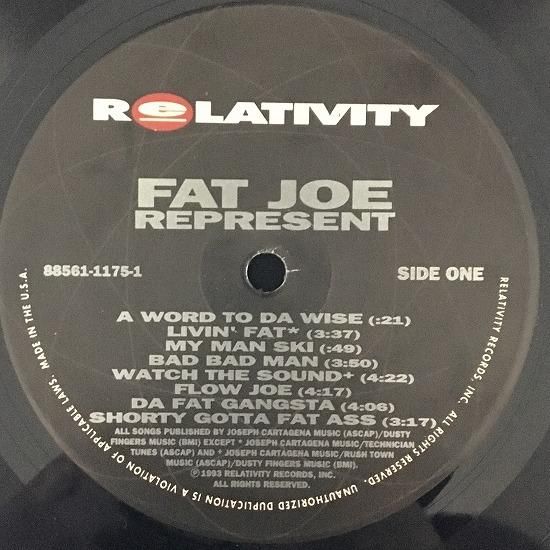 ReLATIVITY
FAT JOE
REPRESENT
88561-1175-1
SIDE ONE
A WORD TO DA WISE (:21)
LIVIN' FAT* (3:37)
MY MAN SKI (:49)
BAD BAD MAN (3:50)
WATCH THE SOUND+ (4:22)
FLOW JOE (4:17)
DA FAT GANGSTA (4:06)
SHORTY GOTTA FAT ASS (3:17)
ALL SONGS PUBLISHED BY JOSEPH CARTAGENA MUSIC (ASCAP)/DUSTY
FINGERS MUSIC (BMI) EXCEPT * JOSEPH CARTAGENA MUSIC/TECHNICIAN
TUNES (ASCAP) AND + JOSEPH CARTAGENA MUSIC/RUSH TOWN
MUSIC (ASCAP)/DUSTY FINGERS MUSIC (BMI).
Ⓟ1993 RELATIVITY RECORDS, INC.
ALL RIGHTS RESERVED.
RELATIVITY RECORDS, INC. ALL RIGHTS RESERVED. UNAUTHORIZED DUPLICATION IS A VIOLATION OF APPLICABLE LAWS. MADE IN THE U.S.A.